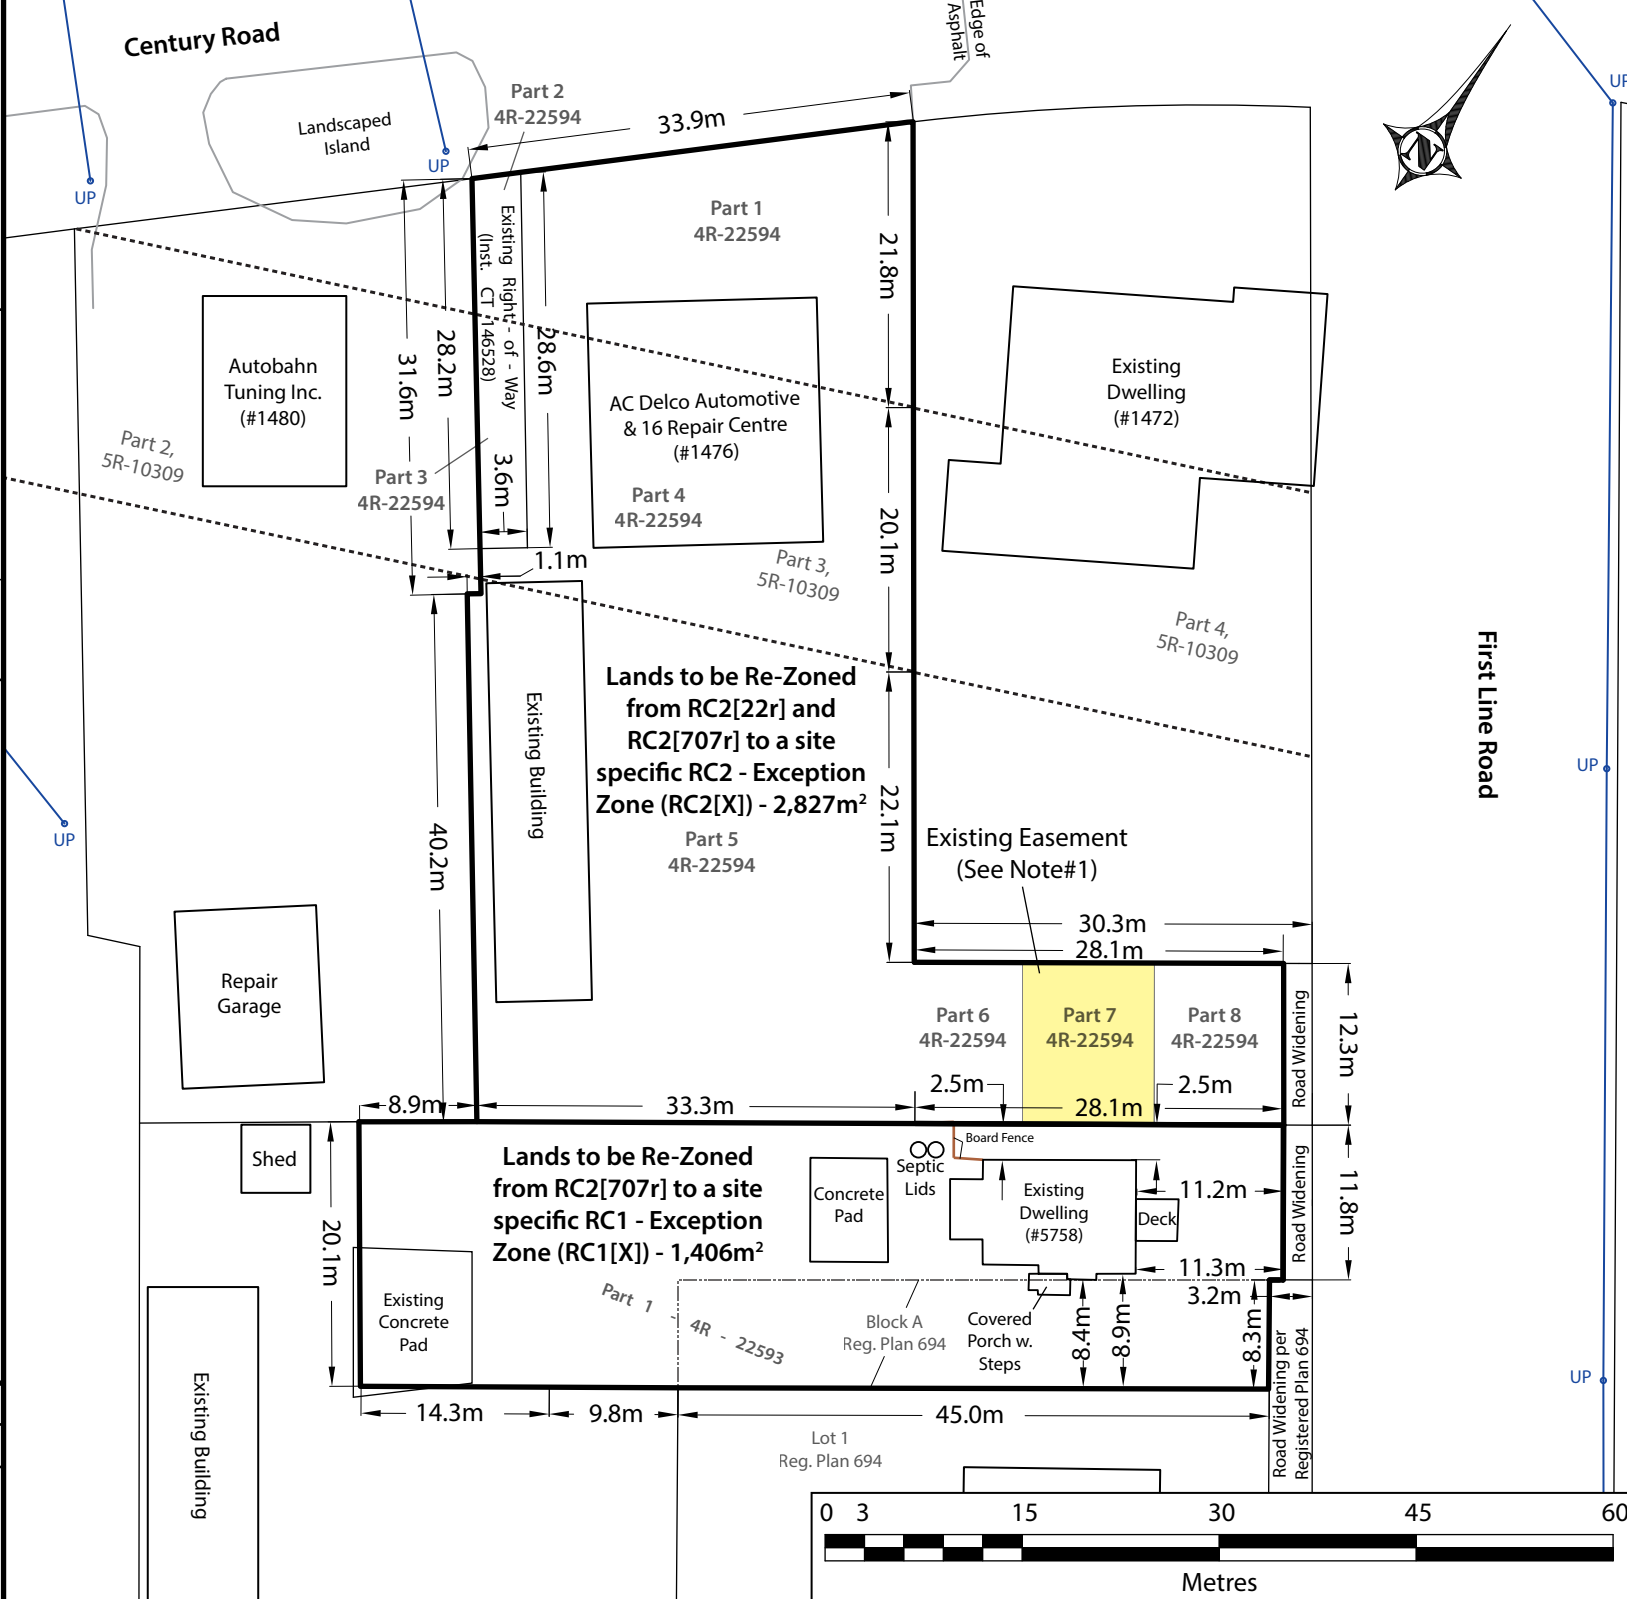 Century Road
Edge of
Asphalt
UP
Landscaped
Island
Part 2
4R-22594
33.9m
UP
UP
Part 1
4R-22594
Existing Right - of - Way
(Inst. CT 146528)
21.8m
31.6m
28.2m
28.6m
Autobahn
Tuning Inc.
(#1480)
AC Delco Automotive
& 16 Repair Centre
(#1476)
Existing
Dwelling
(#1472)
Part 2,
5R-10309
Part 3
4R-22594
3.6m
Part 4
4R-22594
20.1m
1.1m
Part 3,
5R-10309
Part 4,
5R-10309
First Line Road
Lands to be Re-Zoned
from RC2[22r] and
RC2[707r] to a site
specific RC2 - Exception
Zone (RC2[X]) - 2,827m²
Existing Building
22.1m
UP
UP
40.2m
Part 5
4R-22594
Existing Easement
(See Note#1)
30.3m
28.1m
Repair
Garage
Part 6
4R-22594
Part 7
4R-22594
Part 8
4R-22594
Road Widening
12.3m
2.5m
2.5m
8.9m
33.3m
28.1m
Shed
Lands to be Re-Zoned
from RC2[707r] to a site
specific RC1 - Exception
Zone (RC1[X]) - 1,406m²
Board Fence
Septic
Lids
Concrete
Pad
Existing
Dwelling
(#5758)
Deck
11.2m
Road Widening
11.8m
20.1m
11.3m
3.2m
Existing
Concrete
Pad
Part 1 - 4R - 22593
Block A
Reg. Plan 694
Covered
Porch w.
Steps
8.4m
8.9m
8.3m
Road Widening per
Registered Plan 694
UP
Existing Building
14.3m
9.8m
45.0m
Lot 1
Reg. Plan 694
0 3 15 30 45 60
Metres